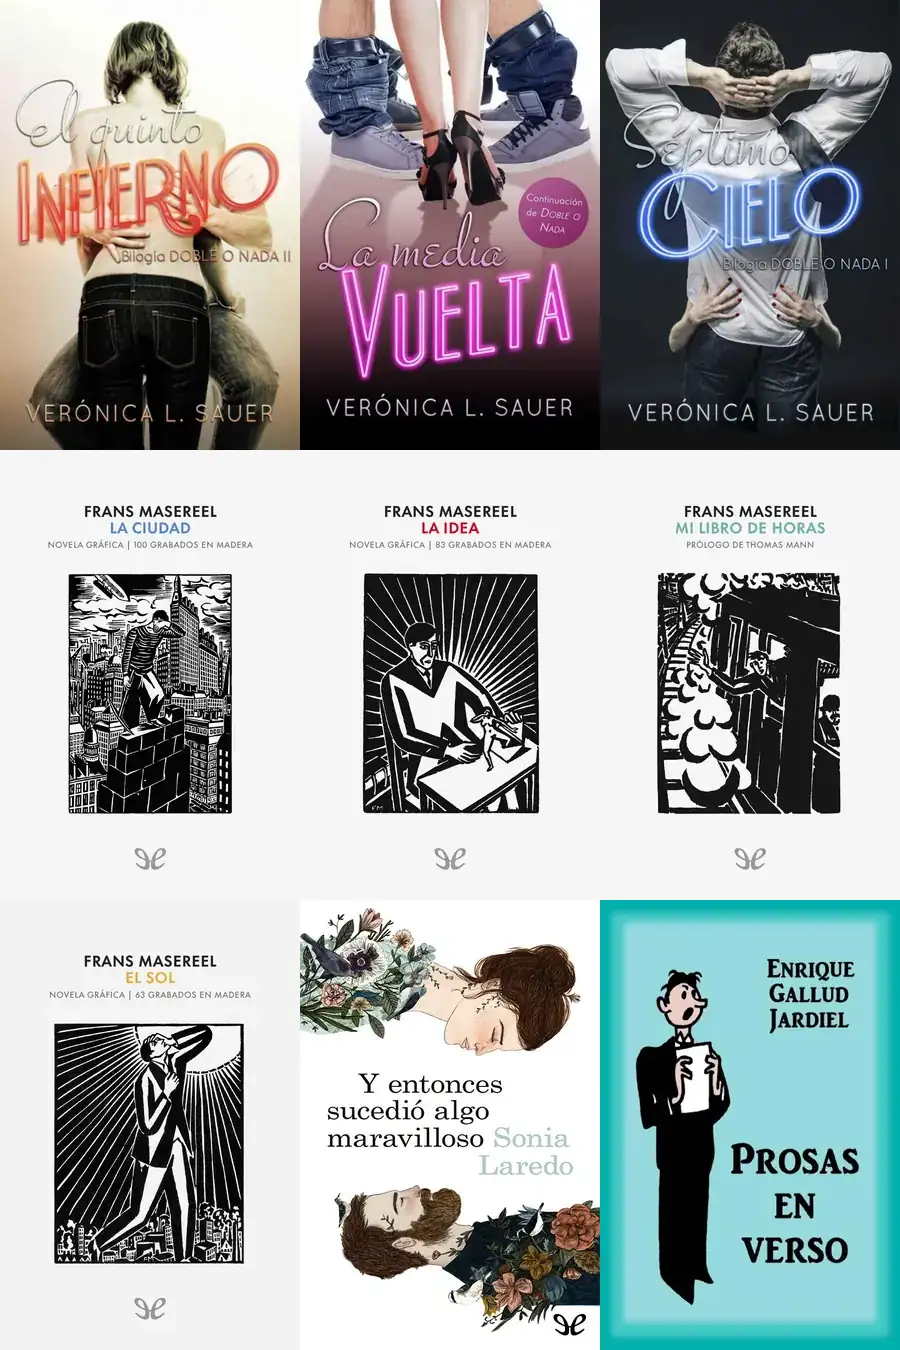 El quinto
INFIERNO
Bilogía DOBLE O NADA II
VERÓNICA L. SAUER
Continuación
de DOBLE O
NADA
La media
VUELTA
VERÓNICA L. SAUER
Séptimo
CIELO
Bilogía DOBLE O NADA I
VERÓNICA L. SAUER
FRANS MASEREEL
LA CIUDAD
NOVELA GRÁFICA | 100 GRABADOS EN MADERA
FRANS MASEREEL
LA IDEA
NOVELA GRÁFICA | 83 GRABADOS EN MADERA
FM
FRANS MASEREEL
MI LIBRO DE HORAS
PRÓLOGO DE THOMAS MANN
FRANS MASEREEL
EL SOL
NOVELA GRÁFICA | 63 GRABADOS EN MADERA
Y entonces
sucedió algo
maravilloso Sonia
Laredo
ENRIQUE
GALLUD
JARDIEL
PROSAS
EN
VERSO